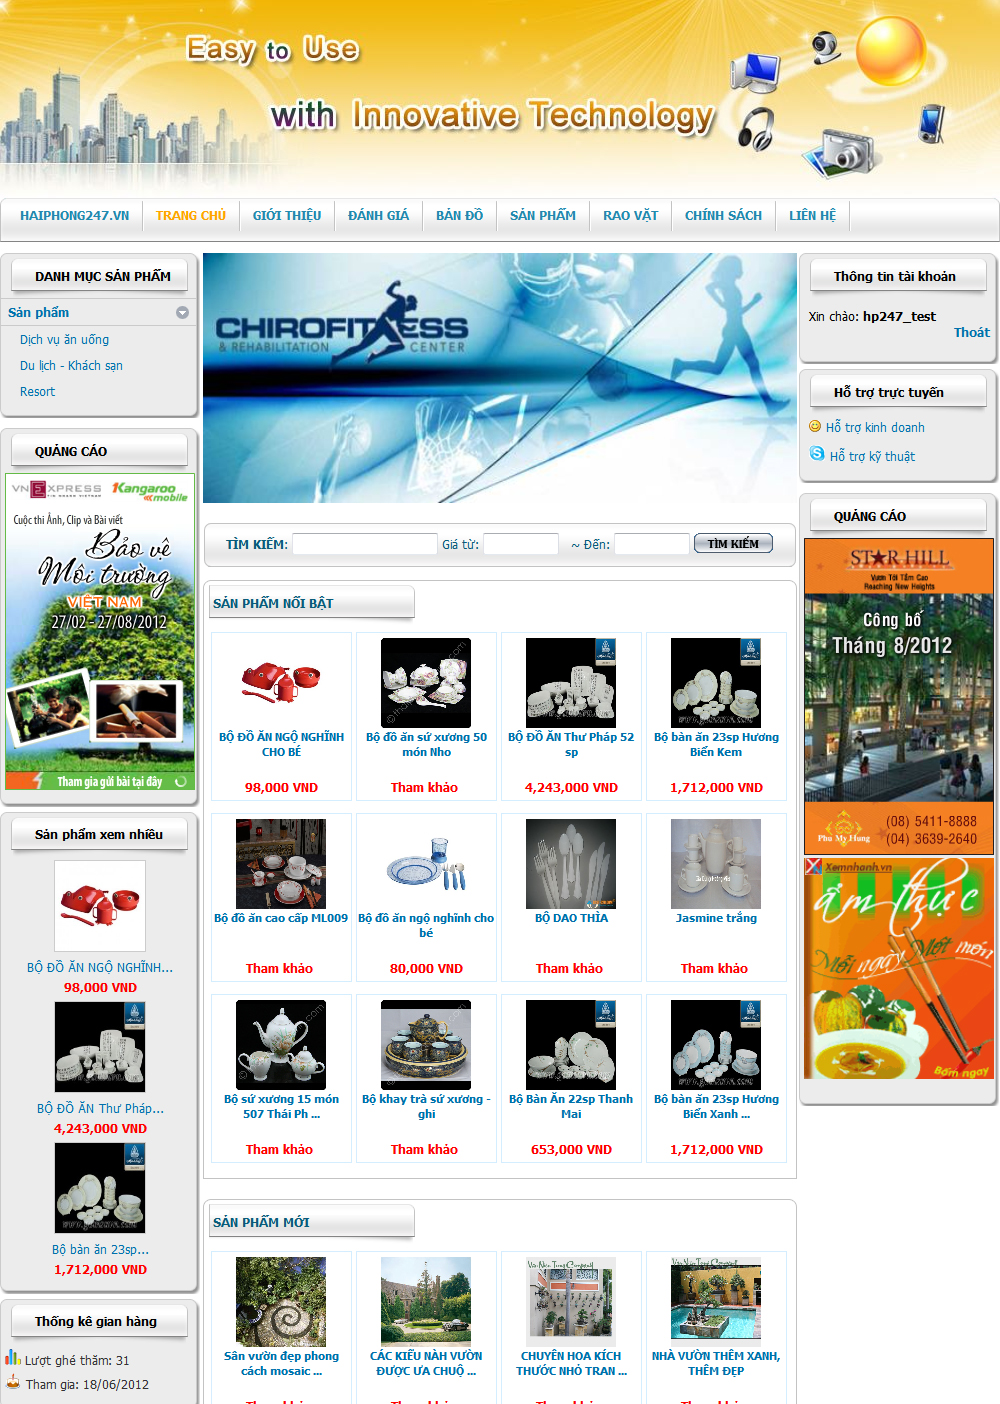 Easy to Use
with Innovative Technology
HAIPHONG247.VN
TRANG CHỦ
GIỚI THIỆU
ĐÁNH GIÁ
BẢN ĐỒ
SẢN PHẨM
RAO VẶT
CHÍNH SÁCH
LIÊN HỆ
DANH MỤC SẢN PHẨM
Sản phẩm
Dịch vụ ăn uống
Du lịch - Khách sạn
Resort
QUẢNG CÁO
VNEXPRESS
Kangaroo
mobile
Cuộc thi Ảnh, Clip và Bài viết
Bảo vệ
Môi trường
VIỆT NAM
27/02 - 27/08/2012
Tham gia gửi bài tại đây
Sản phẩm xem nhiều
BỘ ĐỒ ĂN NGỘ NGHĨNH...
98,000 VND
BỘ ĐỒ ĂN Thư Pháp...
4,243,000 VND
Bộ bàn ăn 23sp...
1,712,000 VND
Thống kê gian hàng
Lượt ghé thăm: 31
Tham gia: 18/06/2012
CHIROFITNESS
& REHABILITATION CENTER
TÌM KIẾM: Giá từ: ~ Đến: TÌM KIẾM
SẢN PHẨM NỔI BẬT
BỘ ĐỒ ĂN NGỘ NGHĨNH
CHO BÉ
98,000 VND
Bộ đồ ăn sứ xương 50
món Nho
Tham khảo
BỘ ĐỒ ĂN Thư Pháp 52
sp
4,243,000 VND
Bộ bàn ăn 23sp Hương
Biển Kem
1,712,000 VND
Bộ đồ ăn cao cấp ML009
Tham khảo
Bộ đồ ăn ngộ nghĩnh cho
bé
80,000 VND
BỘ DAO THÌA
Tham khảo
Jasmine trắng
Tham khảo
Bộ sứ xương 15 món
507 Thái Ph ...
Tham khảo
Bộ khay trà sứ xương -
ghi
Tham khảo
Bộ Bàn Ăn 22sp Thanh
Mai
653,000 VND
Bộ bàn ăn 23sp Hương
Biển Xanh ...
1,712,000 VND
SẢN PHẨM MỚI
Sân vườn đẹp phong
cách mosaic ...
Tham khảo
CÁC KIỂU NHÀ VƯỜN
ĐƯỢC ƯA CHUỘ ...
Tham khảo
CHUYÊN HOA KÍCH
THƯỚC NHỎ TRAN ...
Tham khảo
NHÀ VƯỜN THÊM XANH,
THÊM ĐẸP
Tham khảo
Thông tin tài khoản
Xin chào: hp247_test
Thoát
Hỗ trợ trực tuyến
Hỗ trợ kinh doanh
Hỗ trợ kỹ thuật
QUẢNG CÁO
STAR HILL
Vươn Tới Tầm Cao
Reaching New Heights
Công bố
Tháng 8/2012
Phu My Hung
(08) 5411-8888
(04) 3639-2640
Xemnhanh.vn
ẩm thực
Mỗi ngày Một món
Bấm ngay